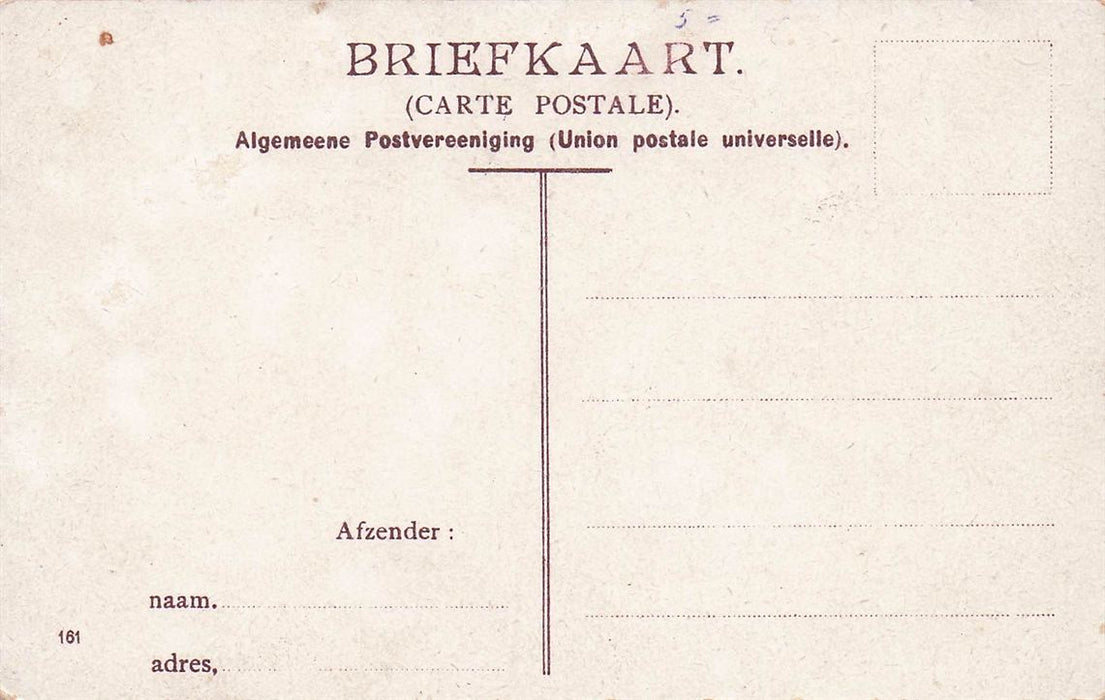 5 =
BRIEFKAART.
(CARTE POSTALE).
Algemeene Postvereeniging (Union postale universelle).
Afzender :
naam.
161
adres,